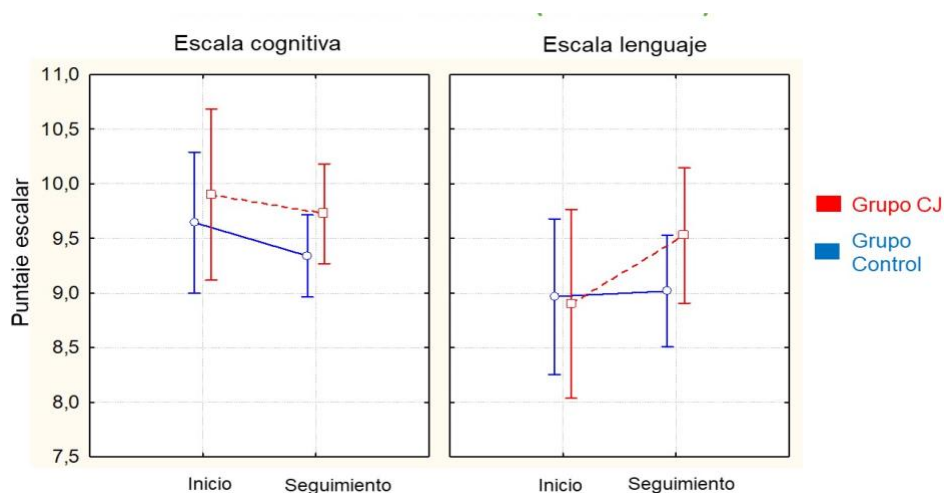 Escala cognitiva
Escala lenguaje
Puntaje escalar
11,0
10,5
10,0
9,5
9,0
8,5
8,0
7,5
Inicio
Seguimiento
Inicio
Seguimiento
Grupo CJ
Grupo
Control